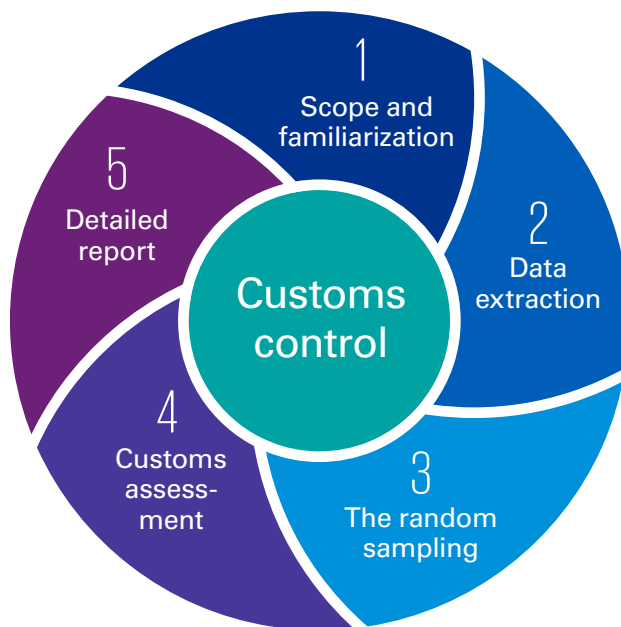 1
Scope and
familiarization
2
Data
extraction
3
The random
sampling
4
Customs
assess-
ment
5
Detailed
report
Customs
control